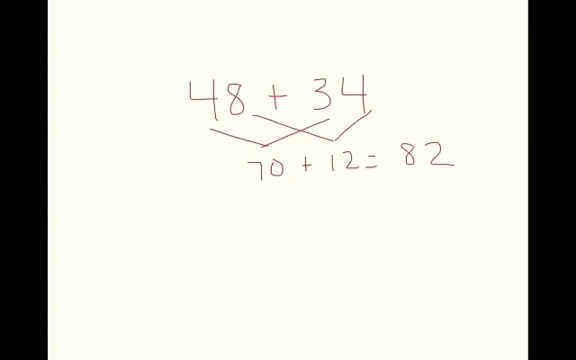 48 + 34
70 + 12 = 82